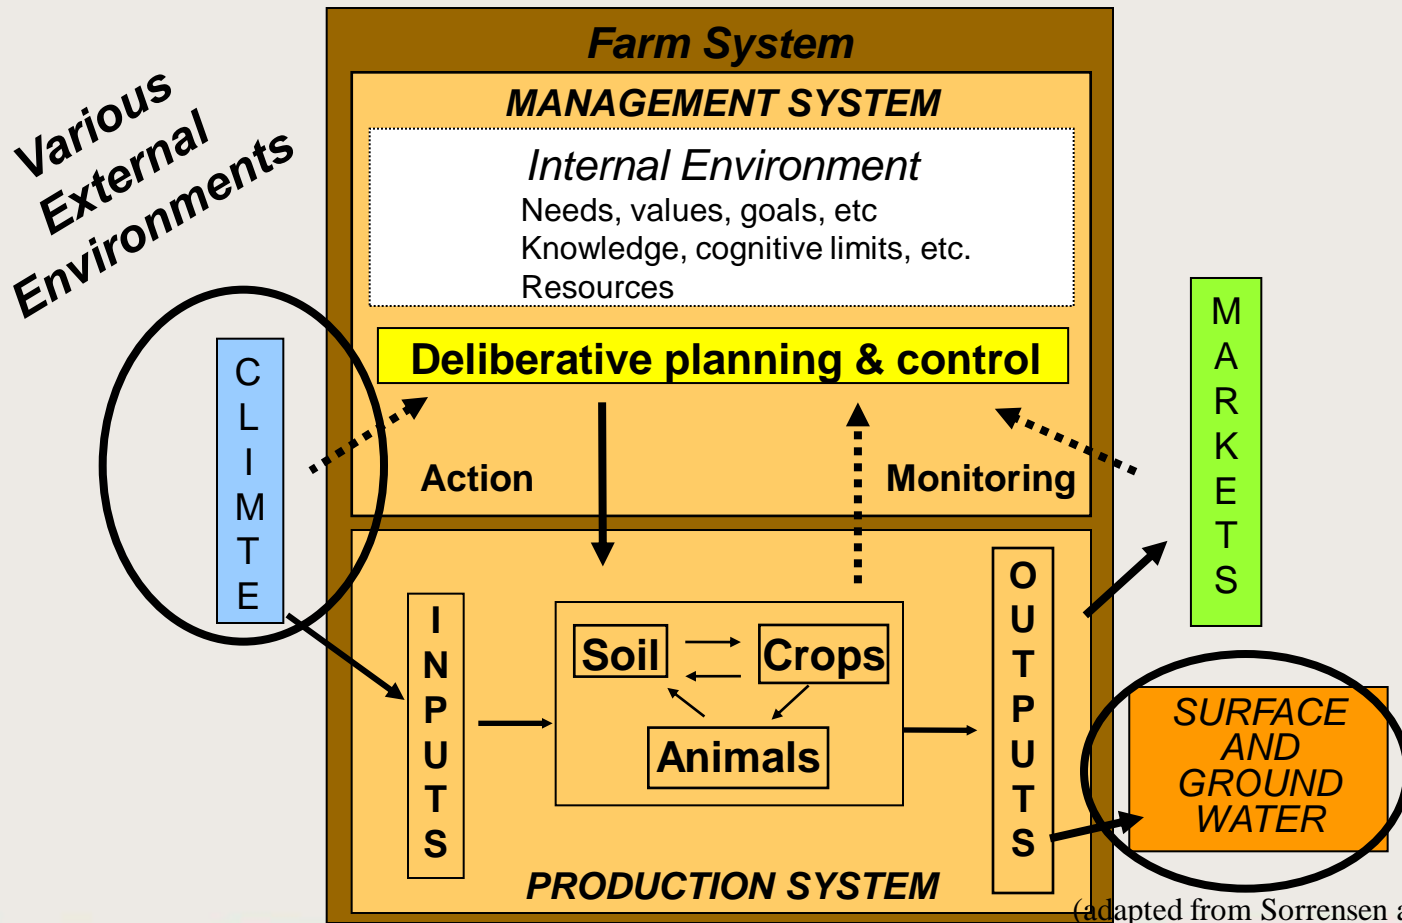 Farm System
Various
External
Environments
MANAGEMENT SYSTEM
Internal Environment
Needs, values, goals, etc
Knowledge, cognitive limits, etc.
Resources
Deliberative planning & control
CLIMTE
Action
Monitoring
MARKETS
INPUTS
Soil
Crops
Animals
OUTPUTS
SURFACE
AND
GROUND
WATER
PRODUCTION SYSTEM
(adapted from Sorrensen a